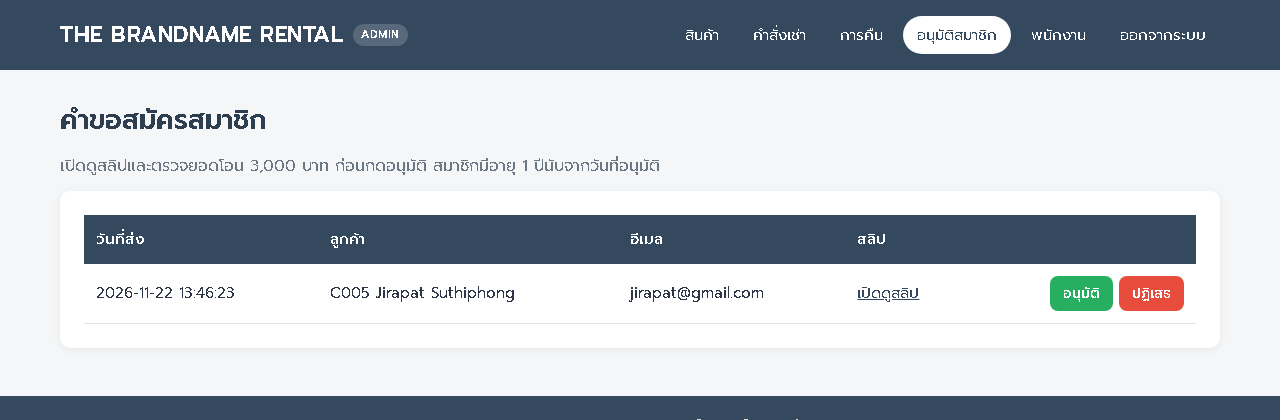 THE BRANDNAME RENTAL ADMIN สินค้า คำสั่งเช่า การคืน อนุมัติสมาชิก พนักงาน ออกจากระบบ
คำขอสมัครสมาชิก
เปิดดูสลิปและตรวจยอดโอน 3,000 บาท ก่อนกดอนุมัติ สมาชิกมีอายุ 1 ปีนับจากวันที่อนุมัติ
วันที่ส่ง ลูกค้า อีเมล สลิป
2026-11-22 13:46:23 C005 Jirapat Suthiphong jirapat@gmail.com เปิดดูสลิป อนุมัติ ปฏิเสธ